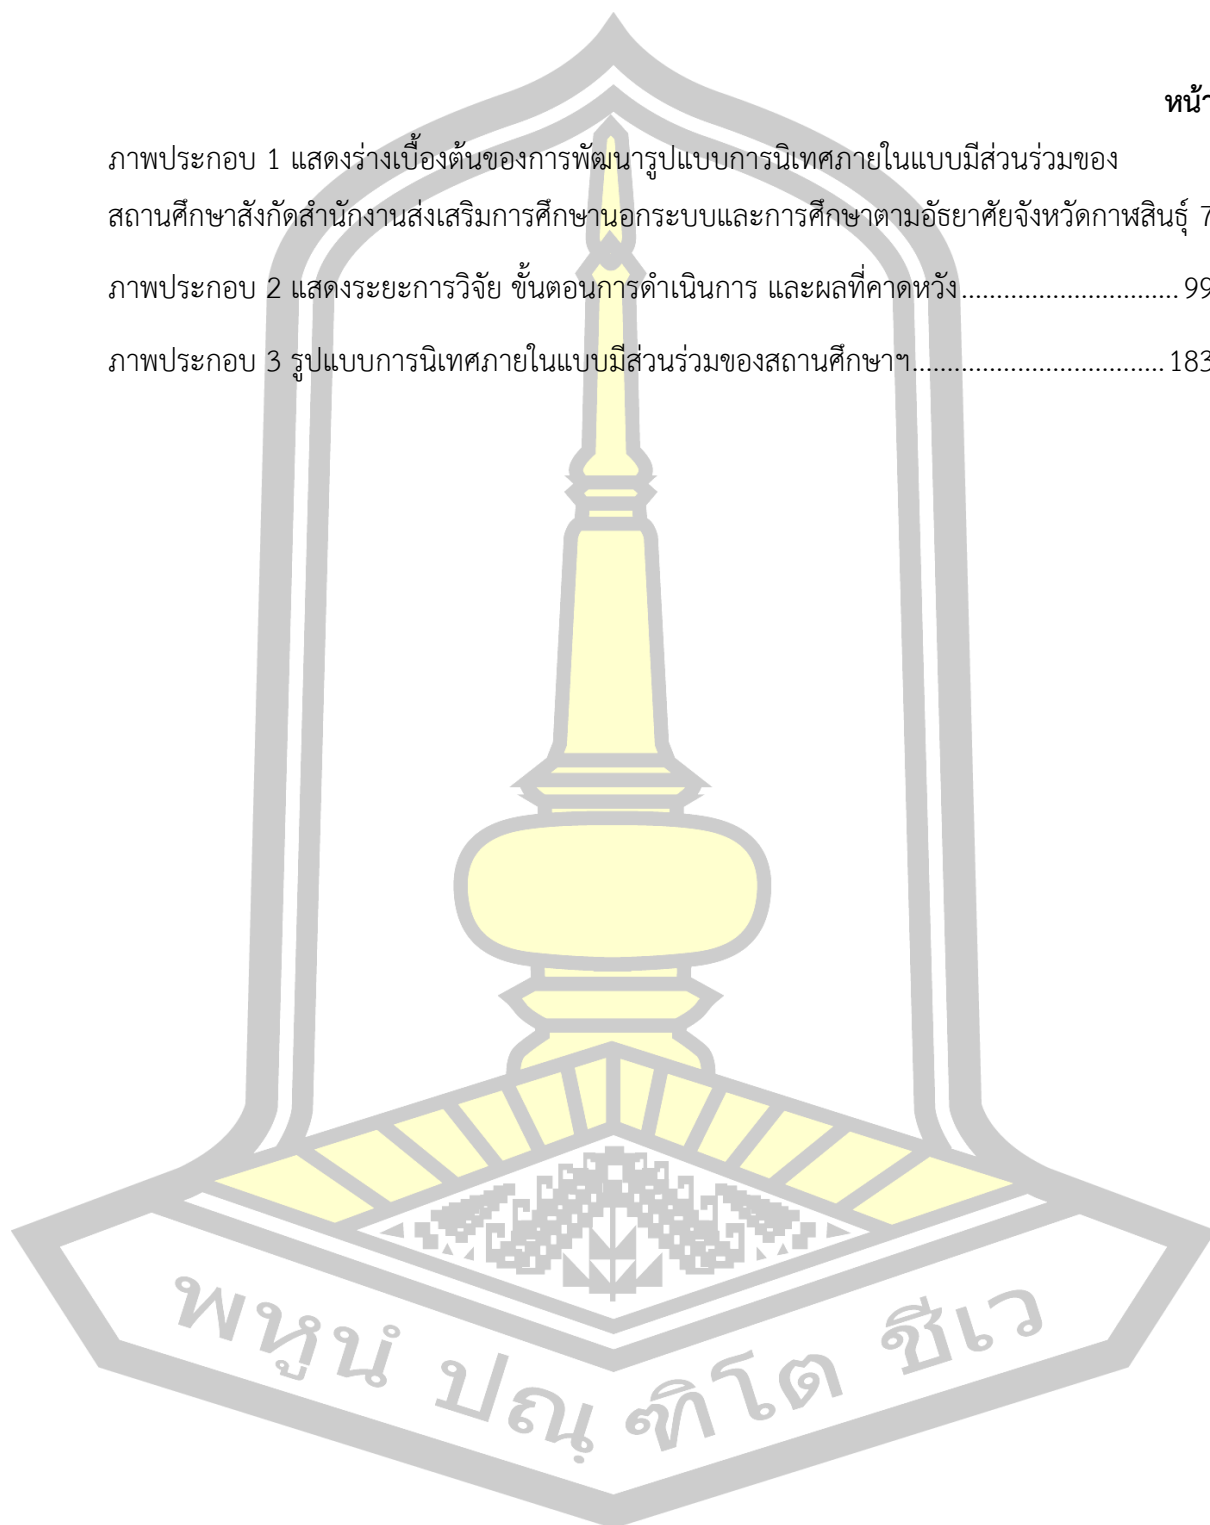 หน้า
ภาพประกอบ 1 แสดงร่างเบื้องต้นของการพัฒนารูปแบบการนิเทศภายในแบบมีส่วนร่วมของ
สถานศึกษาสังกัดสำนักงานส่งเสริมการศึกษานอกระบบและการศึกษาตามอัธยาศัยจังหวัดกาฬสินธุ์ 7
ภาพประกอบ 2 แสดงระยะการวิจัย ขั้นตอนการดำเนินการ และผลที่คาดหวัง............................... 99
ภาพประกอบ 3 รูปแบบการนิเทศภายในแบบมีส่วนร่วมของสถานศึกษาฯ.................................... 183
พหูนํ ปณฺฑิโต ชีเว